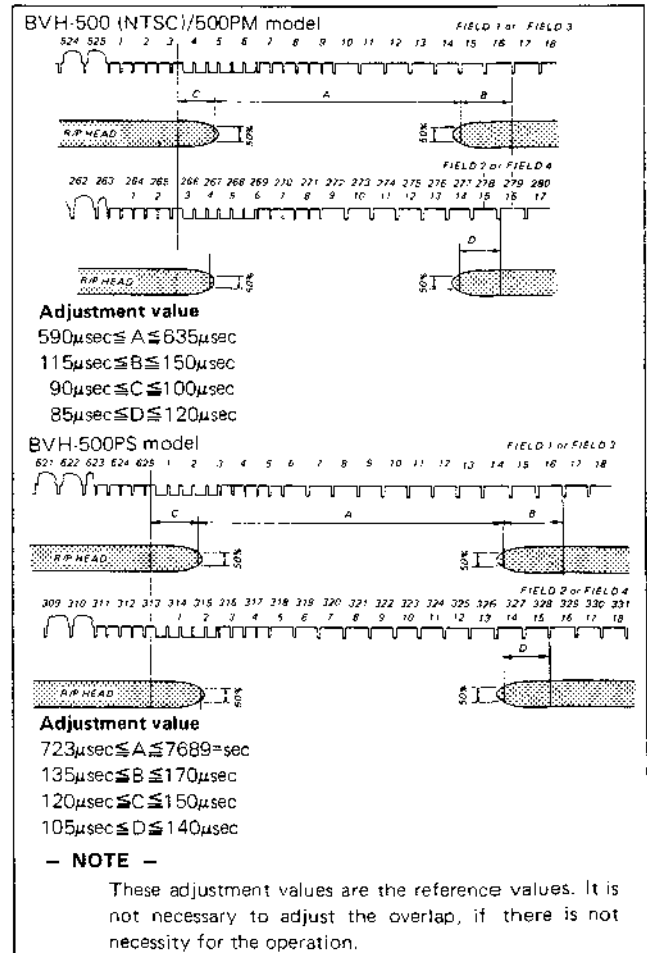 BVH-500 (NTSC)/500PM model
FIELD 1 or FIELD 3
524 525 1 2 3 4 5 6 7 8 9 10 11 12 13 14 15 16 17 18
C A B
R/P HEAD 50% 50%
FIELD 2 or FIELD 4
262 263 264 265 266 267 268 269 270 271 272 273 274 275 276 277 278 279 280
1 2 3 4 5 6 7 8 9 10 11 12 13 14 15 16 17
D
R/P HEAD 50% 50%
Adjustment value
590μsec≦A≦635μsec
115μsec≦B≦150μsec
90μsec≦C≦100μsec
85μsec≦D≦120μsec
BVH-500PS model
FIELD 1 or FIELD 3
621 622 623 624 625 1 2 3 4 5 6 7 8 9 10 11 12 13 14 15 16 17 18
C A B
R/P HEAD 50% 50%
FIELD 2 or FIELD 4
309 310 311 312 313 314 315 316 317 318 319 320 321 322 323 324 325 326 327 328 329 330 331
1 2 3 4 5 6 7 8 9 10 11 12 13 14 15 16 17 18
D
R/P HEAD 50% 50%
Adjustment value
723μsec≦A≦7689=sec
135μsec≦B≦170μsec
120μsec≦C≦150μsec
105μsec≦D≦140μsec
– NOTE –
These adjustment values are the reference values. It is
not necessary to adjust the overlap, if there is not
necessity for the operation.